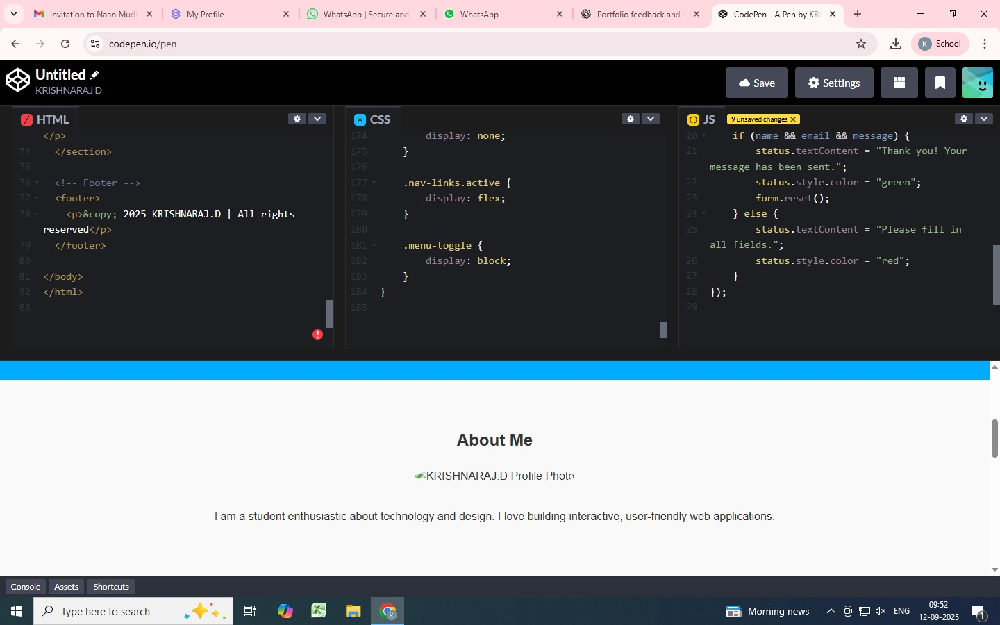 Invitation to Naan Mudl
My Profile
WhatsApp | Secure and
WhatsApp
Portfolio feedback and s
CodePen - A Pen by KRI
codepen.io/pen
K School
Untitled
KRISHNARAJ D
Save
Settings
HTML
</p>
74 </section>
75
76 <!-- Footer -->
77 <footer>
78 <p>&copy; 2025 KRISHNARAJ.D | All rights
reserved</p>
79 </footer>
80
81 </body>
82 </html>
83
CSS
174 display: none;
175 }
176
177 .nav-links.active {
178 display: flex;
179 }
180
181 .menu-toggle {
182 display: block;
183 }
184 }
185
JS
9 unsaved changes
20 if (name && email && message) {
21 status.textContent = "Thank you! Your
message has been sent.";
22 status.style.color = "green";
23 form.reset();
24 } else {
25 status.textContent = "Please fill in
all fields.";
26 status.style.color = "red";
27 }
28 });
29
About Me
KRISHNARAJ.D Profile Photo
I am a student enthusiastic about technology and design. I love building interactive, user-friendly web applications.
Console
Assets
Shortcuts
Type here to search
Morning news
ENG
09:52
12-09-2025
1